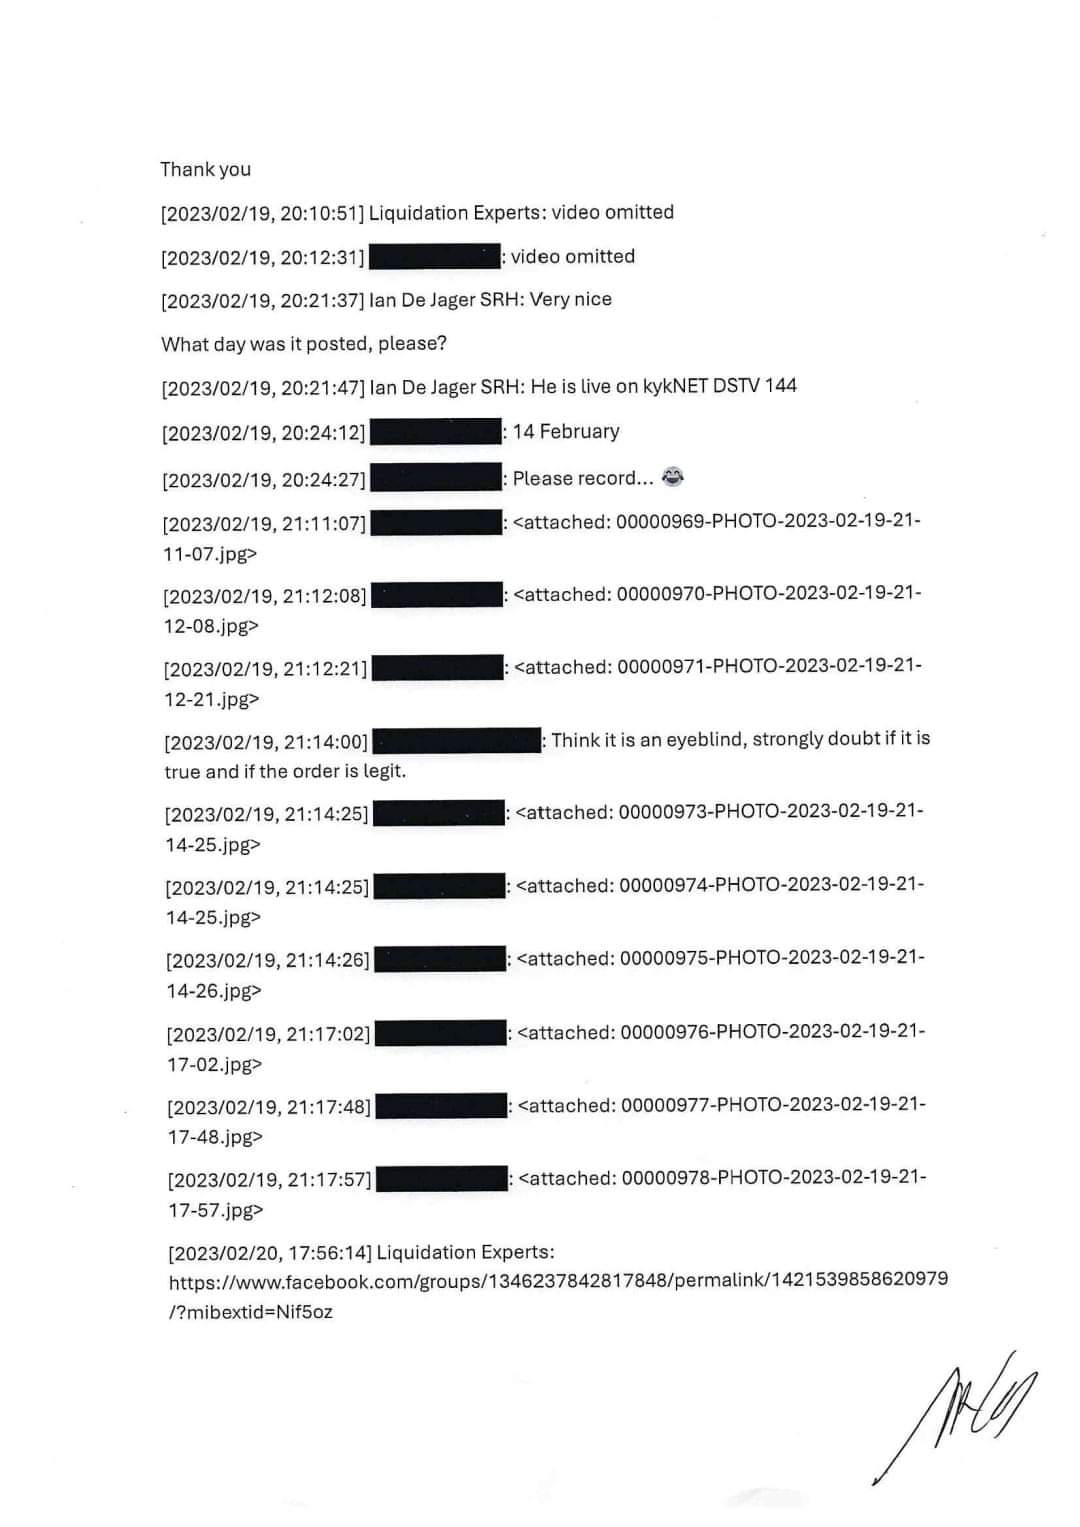 Thank you
[2023/02/19, 20:10:51] Liquidation Experts: video omitted
[2023/02/19, 20:12:31] : video omitted
[2023/02/19, 20:21:37] Ian De Jager SRH: Very nice
What day was it posted, please?
[2023/02/19, 20:21:47] Ian De Jager SRH: He is live on kykNET DSTV 144
[2023/02/19, 20:24:12] : 14 February
[2023/02/19, 20:24:27] : Please record... 😂
[2023/02/19, 21:11:07] : <attached: 00000969-PHOTO-2023-02-19-21-
11-07.jpg>
[2023/02/19, 21:12:08] : <attached: 00000970-PHOTO-2023-02-19-21-
12-08.jpg>
[2023/02/19, 21:12:21] : <attached: 00000971-PHOTO-2023-02-19-21-
12-21.jpg>
[2023/02/19, 21:14:00] : Think it is an eyeblind, strongly doubt if it is
true and if the order is legit.
[2023/02/19, 21:14:25] : <attached: 00000973-PHOTO-2023-02-19-21-
14-25.jpg>
[2023/02/19, 21:14:25] : <attached: 00000974-PHOTO-2023-02-19-21-
14-25.jpg>
[2023/02/19, 21:14:26] : <attached: 00000975-PHOTO-2023-02-19-21-
14-26.jpg>
[2023/02/19, 21:17:02] : <attached: 00000976-PHOTO-2023-02-19-21-
17-02.jpg>
[2023/02/19, 21:17:48] : <attached: 00000977-PHOTO-2023-02-19-21-
17-48.jpg>
[2023/02/19, 21:17:57] : <attached: 00000978-PHOTO-2023-02-19-21-
17-57.jpg>
[2023/02/20, 17:56:14] Liquidation Experts:
https://www.facebook.com/groups/1346237842817848/permalink/1421539858620979
/?mibextid=Nif5oz